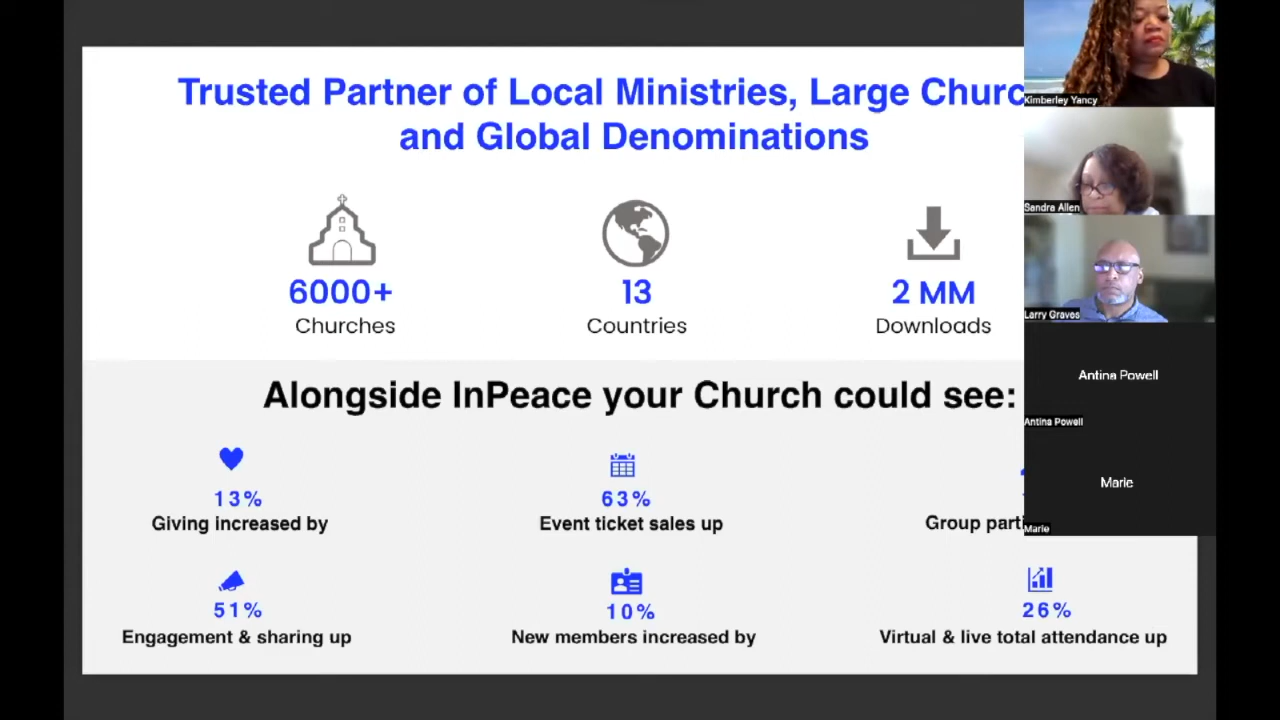 Trusted Partner of Local Ministries, Large Churc
and Global Denominations
6000+
Churches
13
Countries
2 MM
Downloads
Alongside InPeace your Church could see:
13%
Giving increased by
63%
Event ticket sales up
Group parti
51%
Engagement & sharing up
10%
New members increased by
26%
Virtual & live total attendance up
Kimberley Yancy
Sandra Allen
Larry Graves
Antina Powell
Antina Powell
Marie
Marie